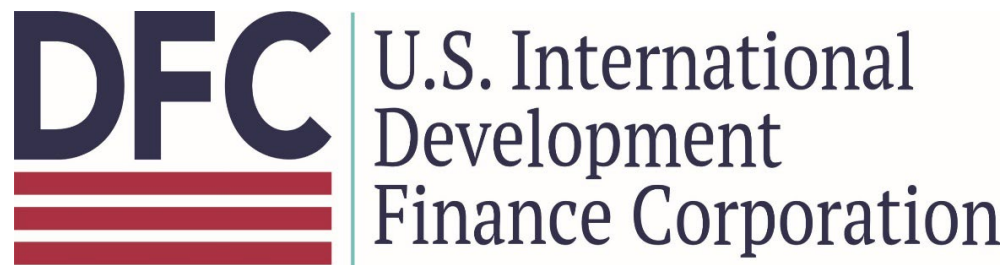 DFC
U.S. International
Development
Finance Corporation